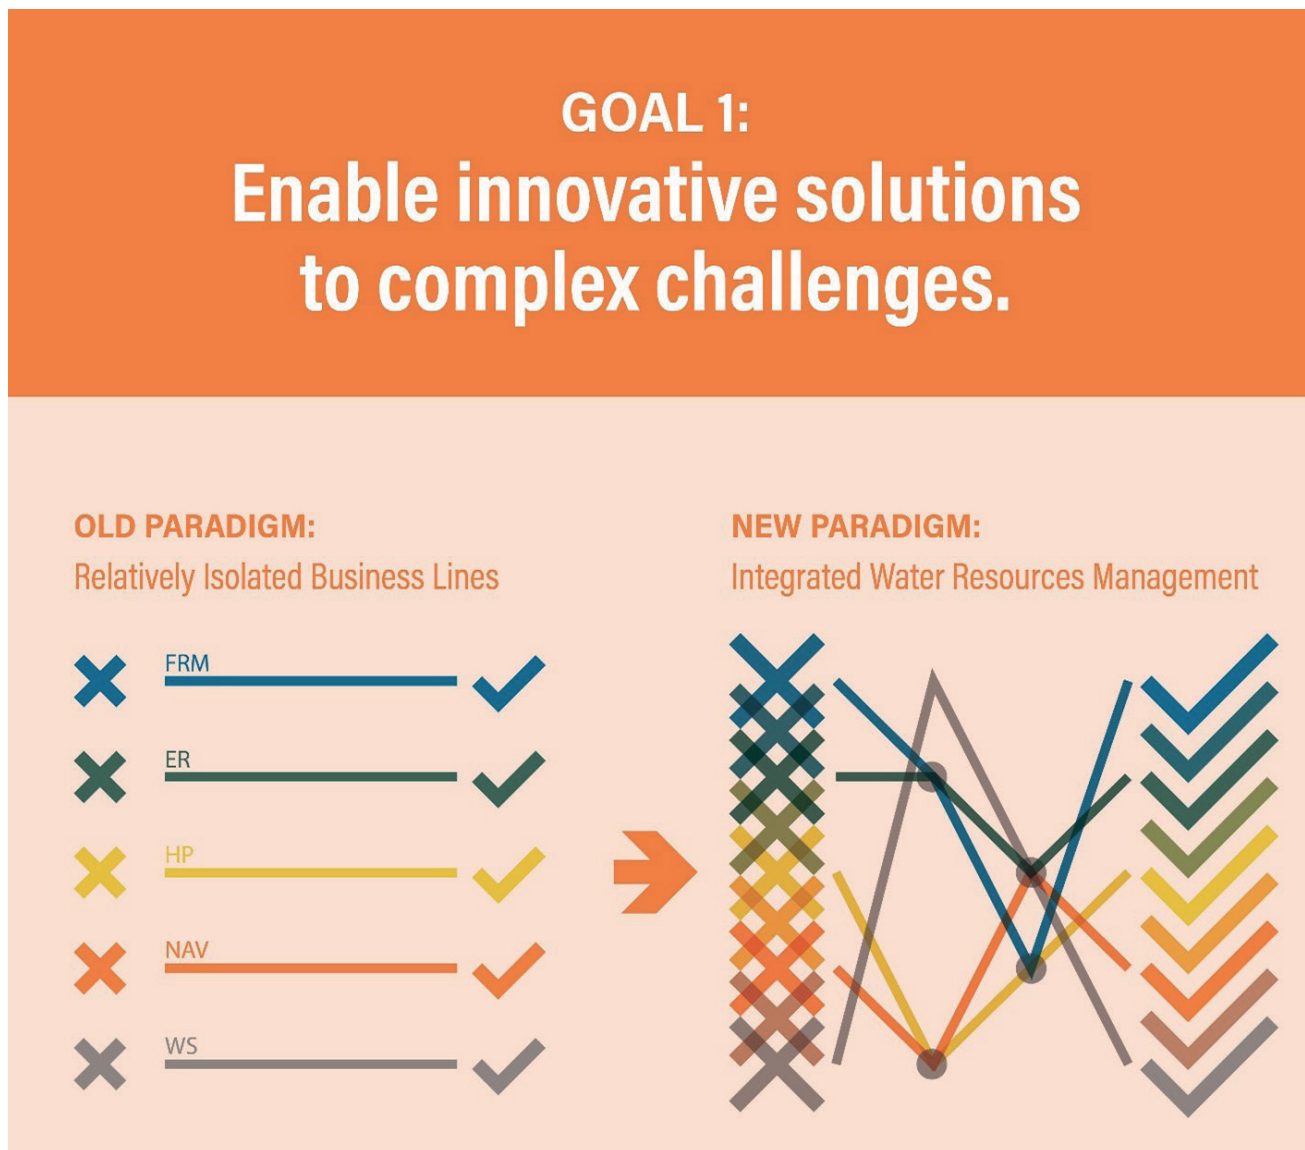 GOAL 1:
Enable innovative solutions
to complex challenges.
OLD PARADIGM:
Relatively Isolated Business Lines
FRM
ER
HP
NAV
WS
NEW PARADIGM:
Integrated Water Resources Management